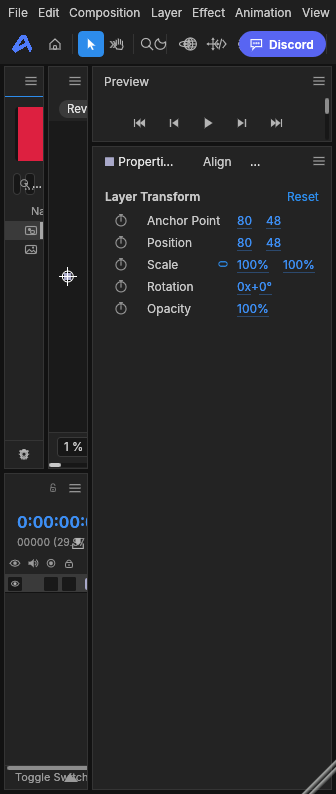 File Edit Composition Layer Effect Animation View
Discord
Preview
Rev
Properti... Align ...
Layer Transform Reset
Anchor Point 80 48
Position 80 48
Scale 100% 100%
Rotation 0x+0°
Opacity 100%
Na
1 %
0:00:00:
00000 (29.97
Toggle Switch